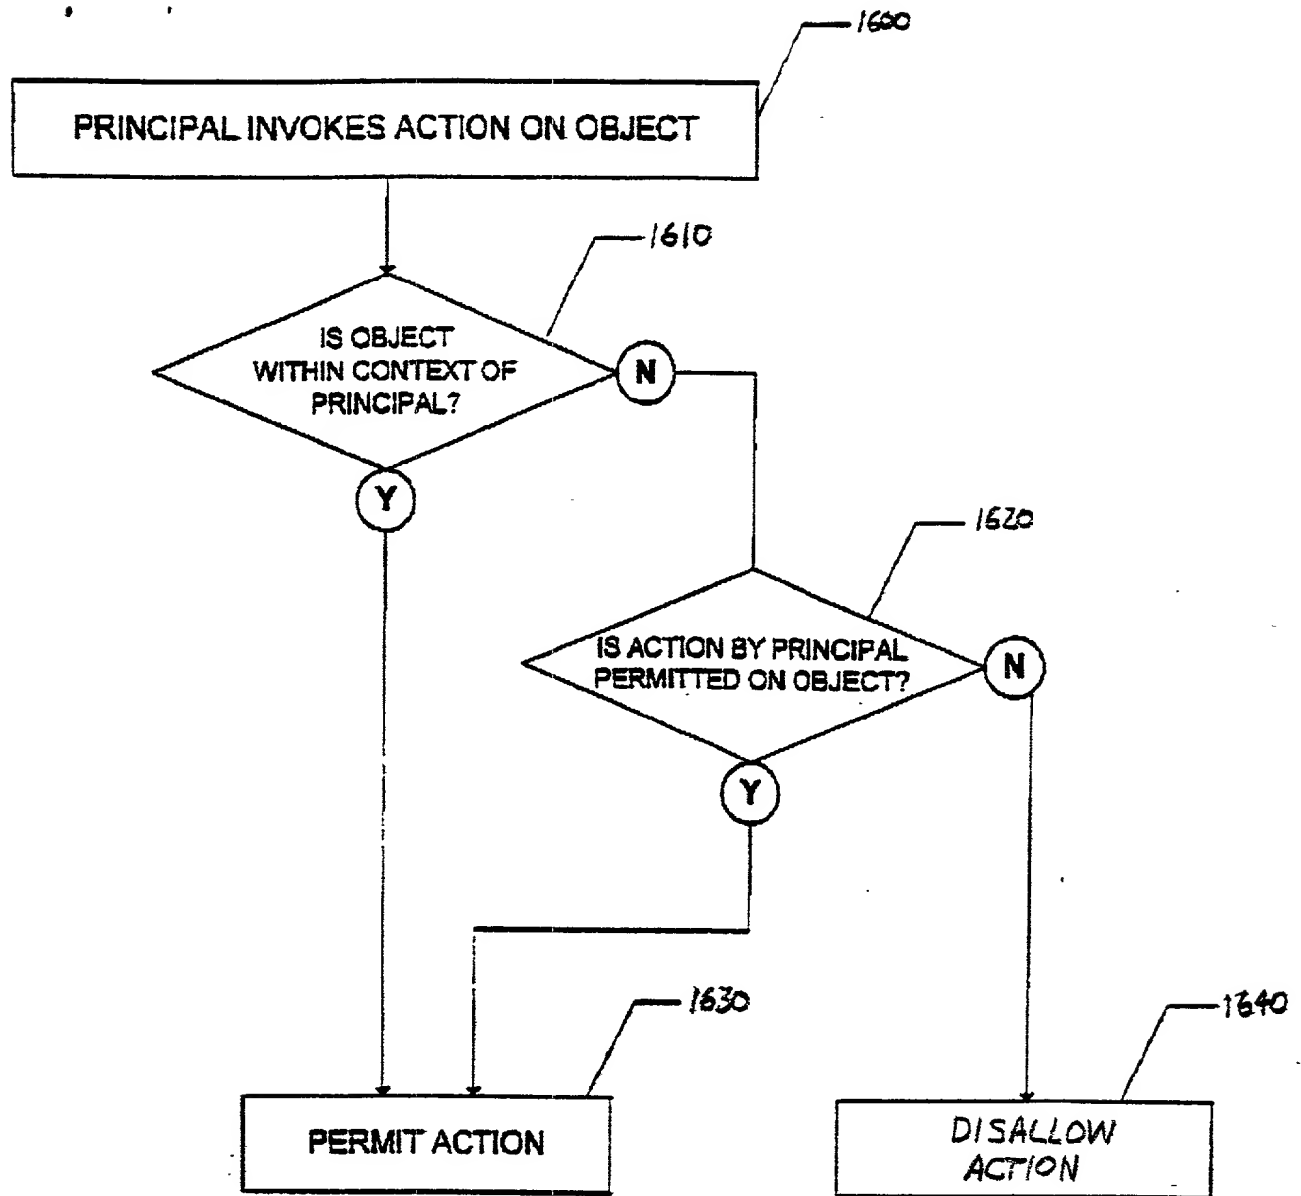 1600
PRINCIPAL INVOKES ACTION ON OBJECT
1610
IS OBJECT
WITHIN CONTEXT OF
PRINCIPAL?
N
Y
1620
IS ACTION BY PRINCIPAL
PERMITTED ON OBJECT?
N
Y
1630
1640
PERMIT ACTION
DISALLOW
ACTION